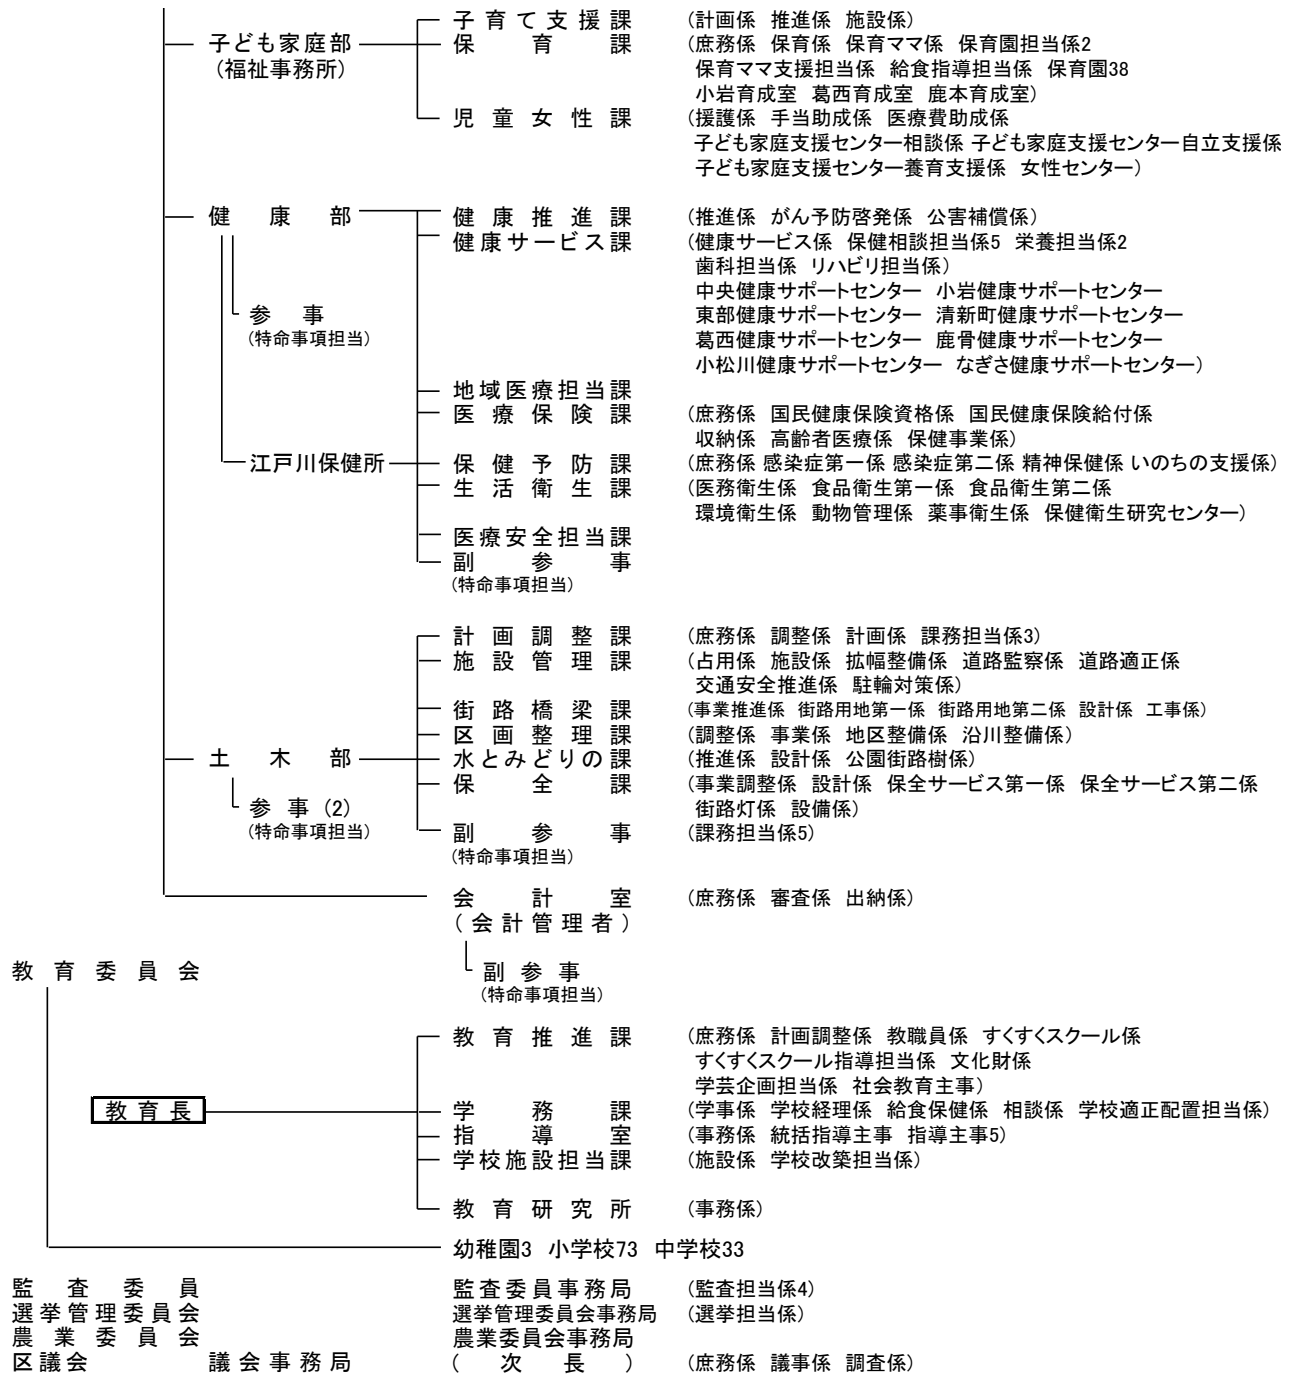 子育て支援課 (計画係 推進係 施設係)
子ども家庭部 保育課 (庶務係 保育係 保育ママ係 保育園担当係2
(福祉事務所) 保育ママ支援担当係 給食指導担当係 保育園38
小岩育成室 葛西育成室 鹿本育成室)
児童女性課 (援護係 手当助成係 医療費助成係
子ども家庭支援センター相談係 子ども家庭支援センター自立支援係
子ども家庭支援センター養育支援係 女性センター)
健康部 健康推進課 (推進係 がん予防啓発係 公害補償係)
健康サービス課 (健康サービス係 保健相談担当係5 栄養担当係2
歯科担当係 リハビリ担当係)
中央健康サポートセンター 小岩健康サポートセンター
参事 東部健康サポートセンター 清新町健康サポートセンター
(特命事項担当) 葛西健康サポートセンター 鹿骨健康サポートセンター
小松川健康サポートセンター なぎさ健康サポートセンター)
地域医療担当課
医療保険課 (庶務係 国民健康保険資格係 国民健康保険給付係
収納係 高齢者医療係 保健事業係)
江戸川保健所 保健予防課 (庶務係 感染症第一係 感染症第二係 精神保健係 いのちの支援係)
生活衛生課 (医務衛生係 食品衛生第一係 食品衛生第二係
環境衛生係 動物管理係 薬事衛生係 保健衛生研究センター)
医療安全担当課
副参事
(特命事項担当)
計画調整課 (庶務係 調整係 計画係 課務担当係3)
施設管理課 (占用係 施設係 拡幅整備係 道路監察係 道路適正係
交通安全推進係 駐輪対策係)
街路橋梁課 (事業推進係 街路用地第一係 街路用地第二係 設計係 工事係)
区画整理課 (調整係 事業係 地区整備係 沿川整備係)
土木部 水とみどりの課 (推進係 設計係 公園街路樹係)
保全課 (事業調整係 設計係 保全サービス第一係 保全サービス第二係
参事(2) 街路灯係 設備係)
(特命事項担当) 副参事 (課務担当係5)
(特命事項担当)
会計室 (庶務係 審査係 出納係)
(会計管理者)
教育委員会 副参事
(特命事項担当)
教育推進課 (庶務係 計画調整係 教職員係 すくすくスクール係
すくすくスクール指導担当係 文化財係
学芸企画担当係 社会教育主事)
教育長 学務課 (学事係 学校経理係 給食保健係 相談係 学校適正配置担当係)
指導室 (事務係 統括指導主事 指導主事5)
学校施設担当課 (施設係 学校改築担当係)
教育研究所 (事務係)
幼稚園3 小学校73 中学校33
監査委員 監査委員事務局 (監査担当係4)
選挙管理委員会 選挙管理委員会事務局 (選挙担当係)
農業委員会 農業委員会事務局
区議会 議会事務局 (次長) (庶務係 議事係 調査係)